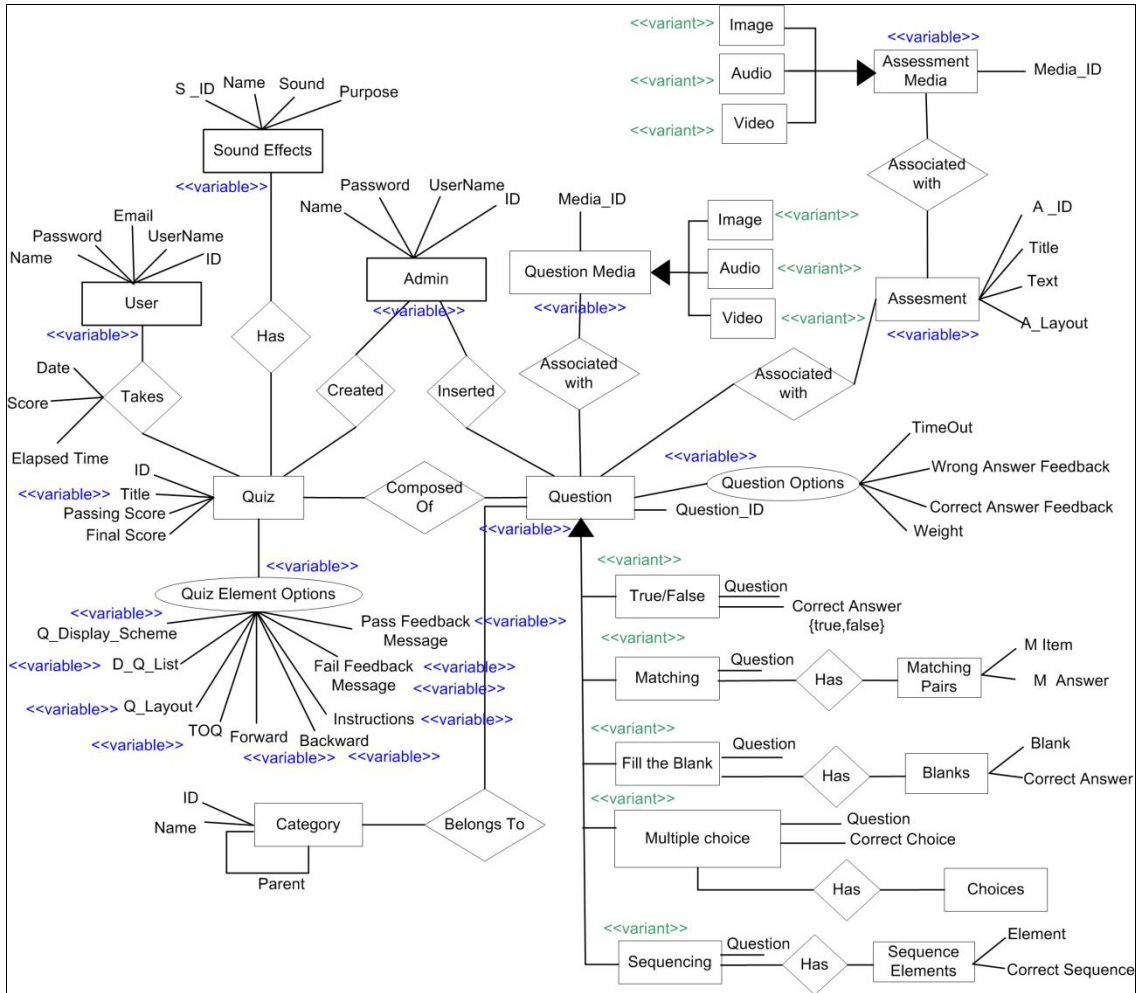 <<variant>>
Image
<<variable>>
Assessment
Media
Media_ID
<<variant>>
Audio
<<variant>>
Video
S _ID
Name
Sound
Purpose
Sound Effects
<<variable>>
Associated
with
Password
UserName
Name
ID
Admin
<<variable>>
Media_ID
Question Media
<<variable>>
Image
<<variant>>
Audio
<<variant>>
Video
<<variant>>
A _ID
Title
Text
A_Layout
Assesment
<<variable>>
Email
Password
UserName
Name
ID
User
<<variable>>
Has
Date
Score
Elapsed Time
Takes
Created
Inserted
Associated
with
Associated
with
ID
<<variable>> Title
Passing Score
Final Score
Quiz
Composed
Of
Question
<<variable>>
<<variable>>
Question Options
Question_ID
TimeOut
Wrong Answer Feedback
Correct Answer Feedback
Weight
<<variable>>
Quiz Element Options
<<variable>>
Q_Display_Scheme
<<variable>> D_Q_List
<<variable>> Q_Layout
TOQ
<<variable>>
Forward
<<variable>>
Backward
<<variable>>
Instructions <<variable>>
Fail Feedback
Message
<<variable>>
<<variable>>
Pass Feedback
Message
<<variable>>
<<variant>>
True/False
Question
Correct Answer
{true,false}
<<variant>>
Matching
Question
Has
Matching
Pairs
M Item
M Answer
<<variant>>
Fill the Blank
Question
Has
Blanks
Blank
Correct Answer
<<variant>>
Multiple choice
Question
Correct Choice
Has
Choices
<<variant>>
Sequencing
Question
Has
Sequence
Elements
Element
Correct Sequence
ID
Name
Category
Parent
Belongs To